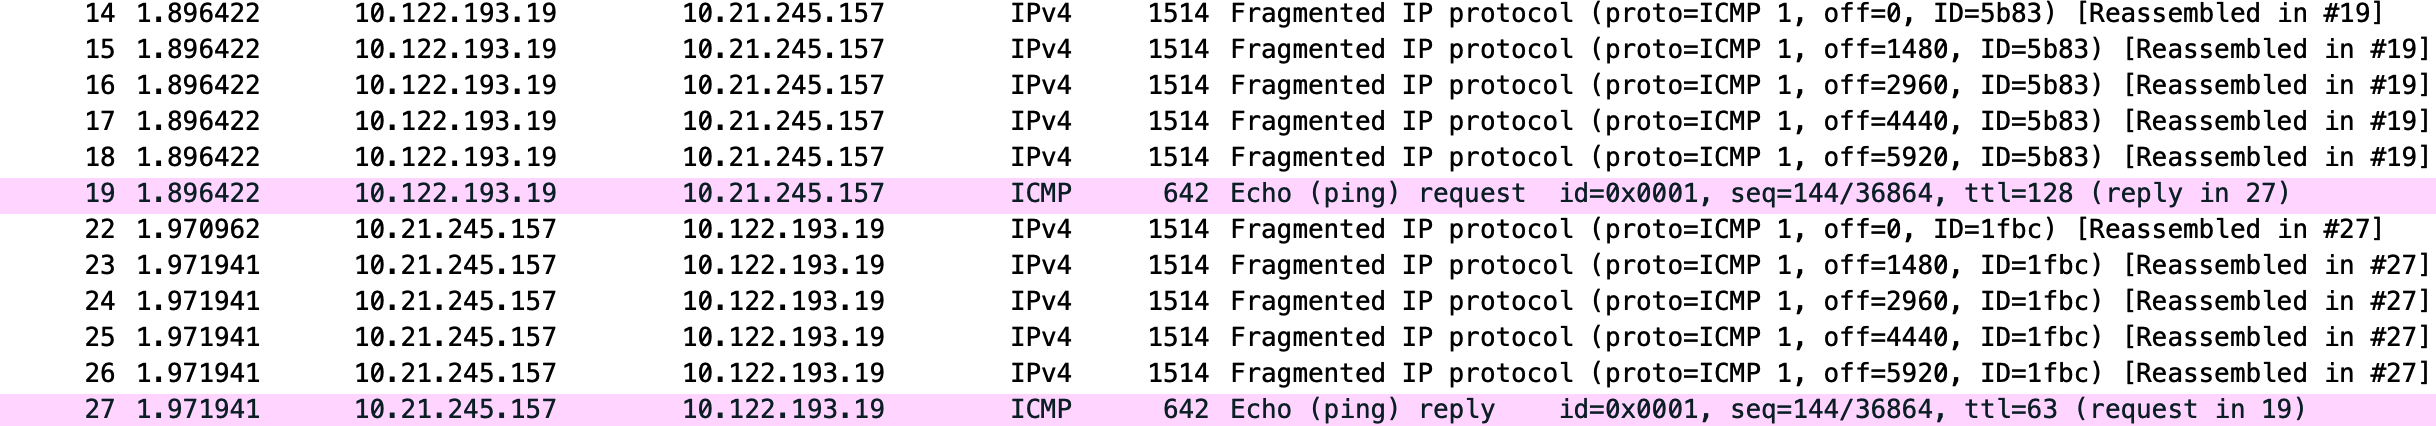 14 1.896422 10.122.193.19 10.21.245.157 IPv4 1514 Fragmented IP protocol (proto=ICMP 1, off=0, ID=5b83) [Reassembled in #19]
15 1.896422 10.122.193.19 10.21.245.157 IPv4 1514 Fragmented IP protocol (proto=ICMP 1, off=1480, ID=5b83) [Reassembled in #19]
16 1.896422 10.122.193.19 10.21.245.157 IPv4 1514 Fragmented IP protocol (proto=ICMP 1, off=2960, ID=5b83) [Reassembled in #19]
17 1.896422 10.122.193.19 10.21.245.157 IPv4 1514 Fragmented IP protocol (proto=ICMP 1, off=4440, ID=5b83) [Reassembled in #19]
18 1.896422 10.122.193.19 10.21.245.157 IPv4 1514 Fragmented IP protocol (proto=ICMP 1, off=5920, ID=5b83) [Reassembled in #19]
19 1.896422 10.122.193.19 10.21.245.157 ICMP 642 Echo (ping) request id=0x0001, seq=144/36864, ttl=128 (reply in 27)
22 1.970962 10.21.245.157 10.122.193.19 IPv4 1514 Fragmented IP protocol (proto=ICMP 1, off=0, ID=1fbc) [Reassembled in #27]
23 1.971941 10.21.245.157 10.122.193.19 IPv4 1514 Fragmented IP protocol (proto=ICMP 1, off=1480, ID=1fbc) [Reassembled in #27]
24 1.971941 10.21.245.157 10.122.193.19 IPv4 1514 Fragmented IP protocol (proto=ICMP 1, off=2960, ID=1fbc) [Reassembled in #27]
25 1.971941 10.21.245.157 10.122.193.19 IPv4 1514 Fragmented IP protocol (proto=ICMP 1, off=4440, ID=1fbc) [Reassembled in #27]
26 1.971941 10.21.245.157 10.122.193.19 IPv4 1514 Fragmented IP protocol (proto=ICMP 1, off=5920, ID=1fbc) [Reassembled in #27]
27 1.971941 10.21.245.157 10.122.193.19 ICMP 642 Echo (ping) reply id=0x0001, seq=144/36864, ttl=63 (request in 19)